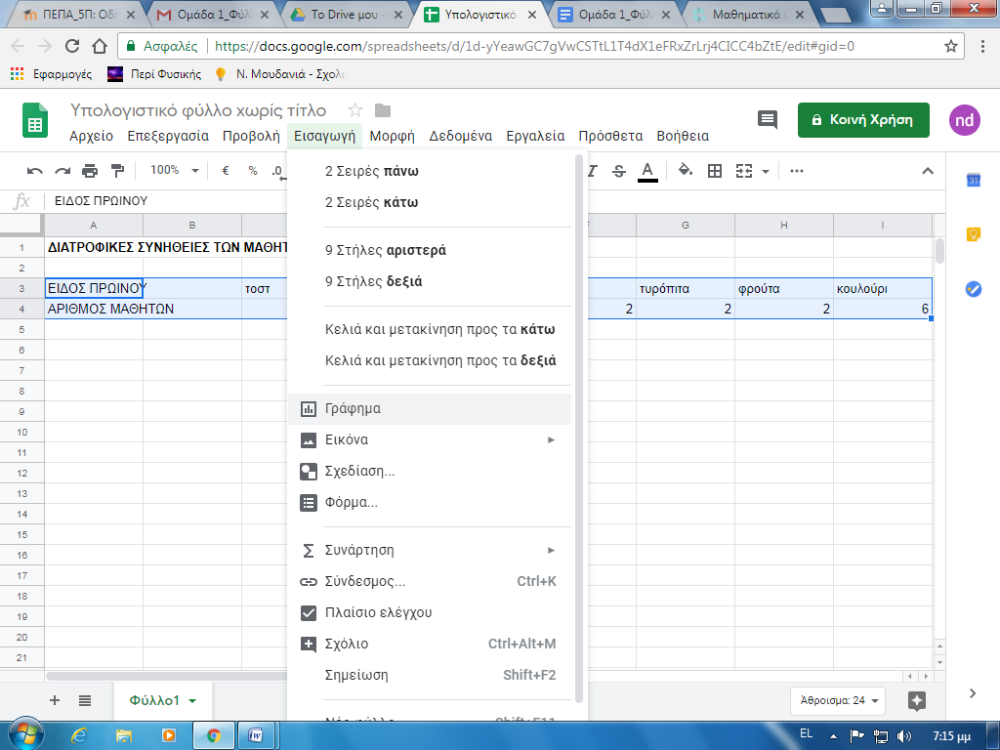 ΠΕΠΑ_5Π: Οδη
Ομάδα 1_Φύλ
Το Drive μου -
Υπολογιστικό
Ομάδα 1_Φύλ
Μαθηματικά (
Ασφαλές https://docs.google.com/spreadsheets/d/1d-yYeawGC7gVwCSTtL1T4dX1eFRxZrLrj4CICC4bZtE/edit#gid=0
Εφαρμογές Περί Φυσικής Ν. Μουδανιά - Σχολι
Υπολογιστικό φύλλο χωρίς τίτλο
Αρχείο Επεξεργασία Προβολή Εισαγωγή Μορφή Δεδομένα Εργαλεία Πρόσθετα Βοήθεια
Κοινή Χρήση
nd
100% € % .0
I S A
31
fx ΕΙΔΟΣ ΠΡΩΙΝΟΥ
A B F G H I
1 ΔΙΑΤΡΟΦΙΚΕΣ ΣΥΝΗΘΕΙΕΣ ΤΩΝ ΜΑΘΗΤ
2
3 ΕΙΔΟΣ ΠΡΩΙΝΟΥ τοστ τυρόπιτα φρούτα κουλούρι
4 ΑΡΙΘΜΟΣ ΜΑΘΗΤΩΝ 2 2 2 6
5
6
7
8
9
10
11
12
13
14
15
16
17
18
19
20
21
2 Σειρές πάνω
2 Σειρές κάτω
9 Στήλες αριστερά
9 Στήλες δεξιά
Κελιά και μετακίνηση προς τα κάτω
Κελιά και μετακίνηση προς τα δεξιά
Γράφημα
Εικόνα
Σχεδίαση...
Φόρμα...
Συνάρτηση
Σύνδεσμος... Ctrl+K
Πλαίσιο ελέγχου
Σχόλιο Ctrl+Alt+M
Σημείωση Shift+F2
Νέο φύλλο Shift+F11
Φύλλο1
Άθροισμα: 24
EL 7:15 μμ